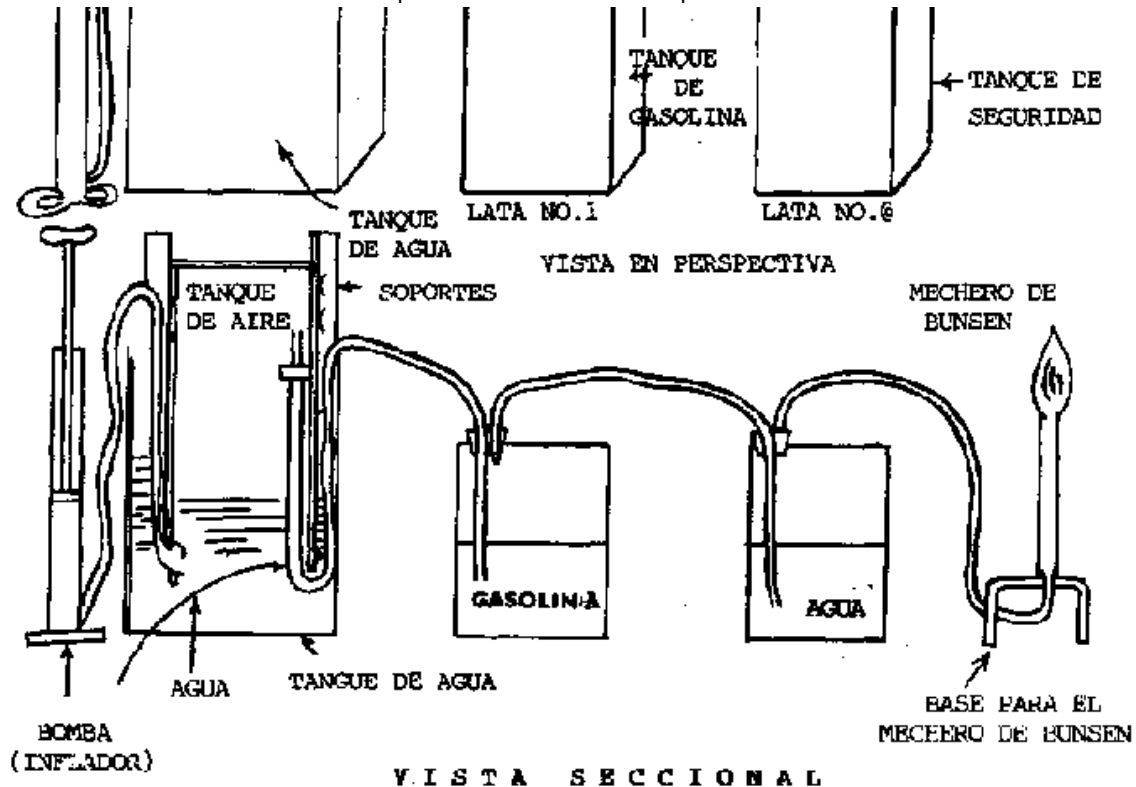 TANQUE
DE
GASOLINA
TANQUE DE
SEGURIDAD
LATA NO.1
LATA NO.@
TANQUE
DE AGUA
VISTA EN PERSPECTIVA
TANQUE
DE AIRE
SOPORTES
MECHERO DE
BUNSEN
GASOLINA
AGUA
AGUA
TANGUE DE AGUA
BOMBA
(INFLADOR)
BASE PARA EL
MECHERO DE BUNSEN
VISTA SECCIONAL